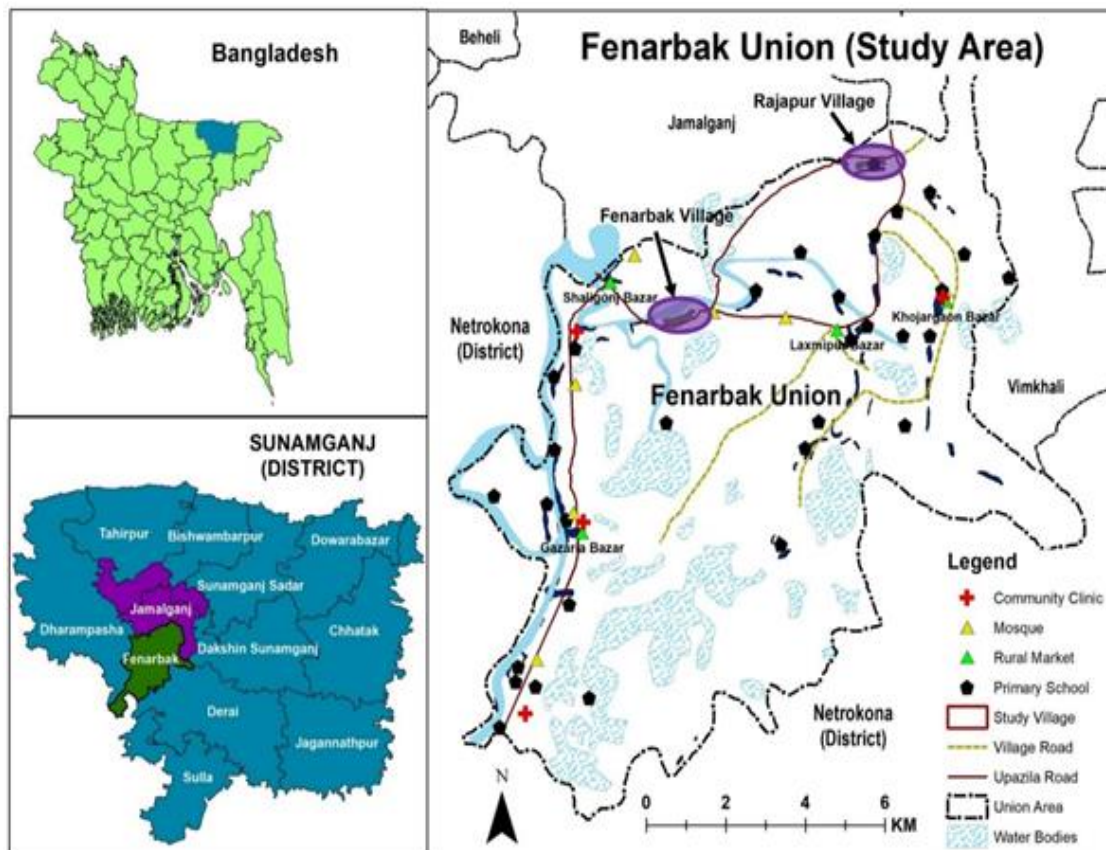 Bangladesh
SUNAMGANJ
(DISTRICT)
Tahirpur
Bishwambarpur
Dowarabazar
Sunamganj Sadar
Jamalganj
Chhatak
Dharampasha
Fenarbak
Dakshin Sunamganj
Derai
Jagannathpur
Sulla
Fenarbak Union (Study Area)
Beheli
Rajapur Village
Jamalganj
Fenarbak Village
Shaligonj Bazar
Khojargaon Bazar
Netrokona
(District)
Laxmipur Bazar
Fenarbak Union
Vimkhali
Gazaria Bazar
Netrokona
(District)
N
0 2 4 6
KM
Legend
Community Clinic
Mosque
Rural Market
Primary School
Study Village
Village Road
Upazila Road
Union Area
Water Bodies